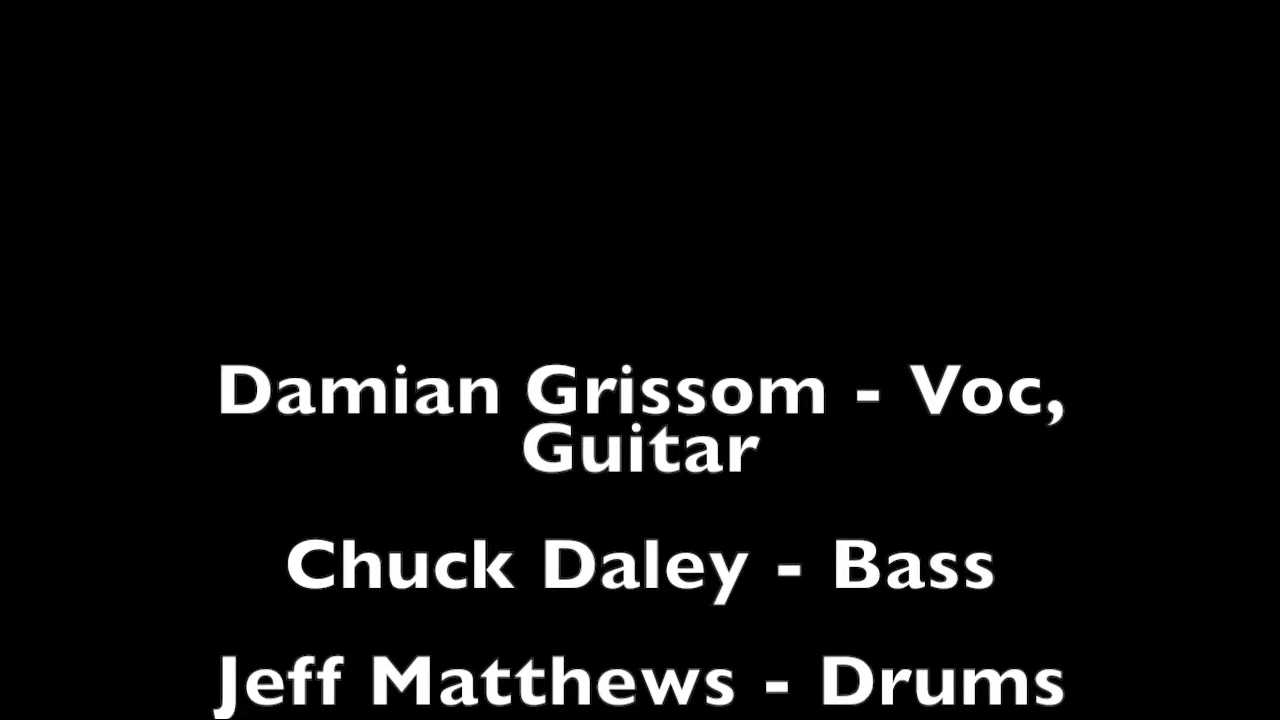 Damian Grissom - Voc,
Guitar
Chuck Daley - Bass
Jeff Matthews - Drums